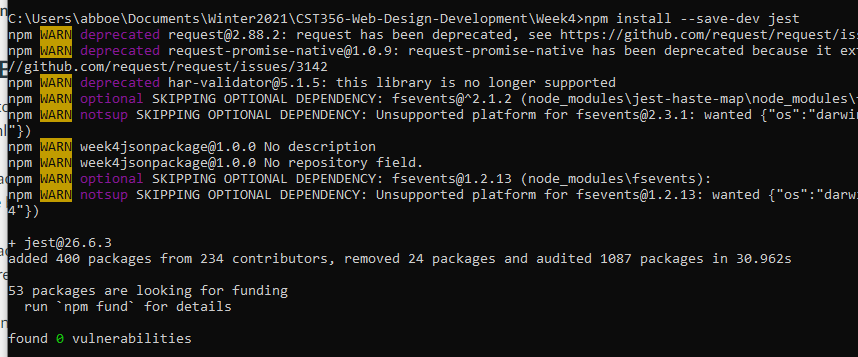 C:\Users\abboe\Documents\Winter2021\CST356-Web-Design-Development\Week4>npm install --save-dev jest
npm WARN deprecated request@2.88.2: request has been deprecated, see https://github.com/request/request/is
npm WARN deprecated request-promise-native@1.0.9: request-promise-native has been deprecated because it ext
//github.com/request/request/issues/3142
npm WARN deprecated har-validator@5.1.5: this library is no longer supported
npm WARN optional SKIPPING OPTIONAL DEPENDENCY: fsevents@^2.1.2 (node_modules\jest-haste-map\node_modules\
npm WARN notsup SKIPPING OPTIONAL DEPENDENCY: Unsupported platform for fsevents@2.3.1: wanted {"os":"darwi
"})
npm WARN week4jsonpackage@1.0.0 No description
npm WARN week4jsonpackage@1.0.0 No repository field.
npm WARN optional SKIPPING OPTIONAL DEPENDENCY: fsevents@1.2.13 (node_modules\fsevents):
npm WARN notsup SKIPPING OPTIONAL DEPENDENCY: Unsupported platform for fsevents@1.2.13: wanted {"os":"darw
4"})
+ jest@26.6.3
added 400 packages from 234 contributors, removed 24 packages and audited 1087 packages in 30.962s
53 packages are looking for funding
run `npm fund` for details
found 0 vulnerabilities